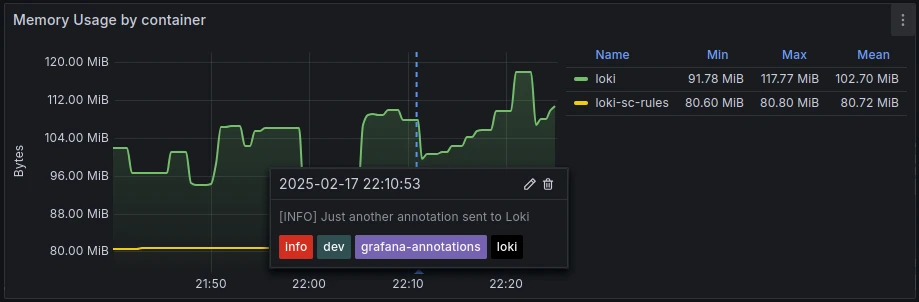 Memory Usage by container
Name Min Max Mean
loki 91.78 MiB 117.77 MiB 102.70 MiB
loki-sc-rules 80.60 MiB 80.80 MiB 80.72 MiB
Bytes
120.00 MiB
112.00 MiB
104.00 MiB
96.00 MiB
88.00 MiB
80.00 MiB
2025-02-17 22:10:53
[INFO] Just another annotation sent to Loki
info dev grafana-annotations loki
21:50 22:00 22:10 22:20